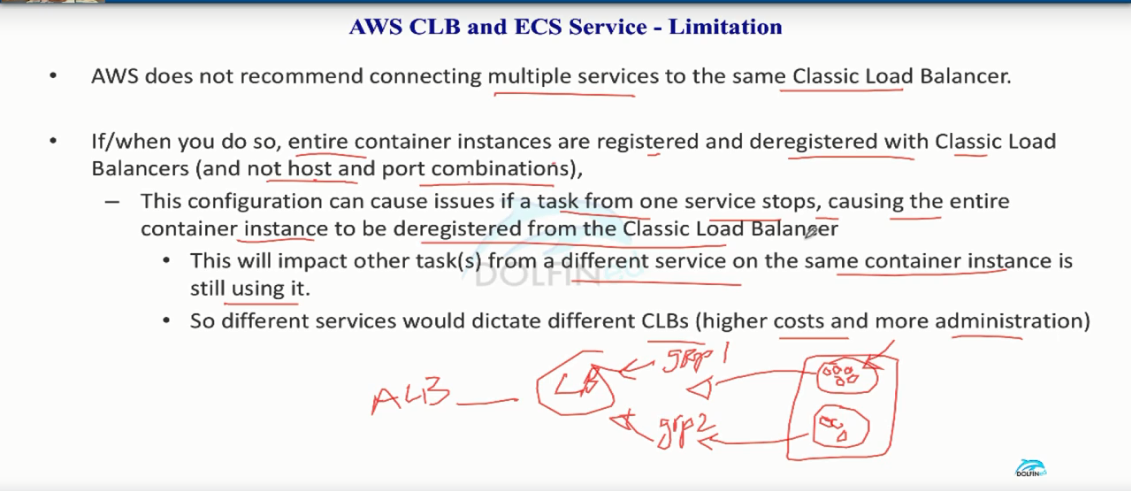 AWS CLB and ECS Service - Limitation
• AWS does not recommend connecting multiple services to the same Classic Load Balancer.
• If/when you do so, entire container instances are registered and deregistered with Classic Load
Balancers (and not host and port combinations),
– This configuration can cause issues if a task from one service stops, causing the entire
container instance to be deregistered from the Classic Load Balancer
• This will impact other task(s) from a different service on the same container instance is
still using it.
• So different services would dictate different CLBs (higher costs and more administration)
DOLFIN
ALB
LB
grp1
grp2
DOLFIN